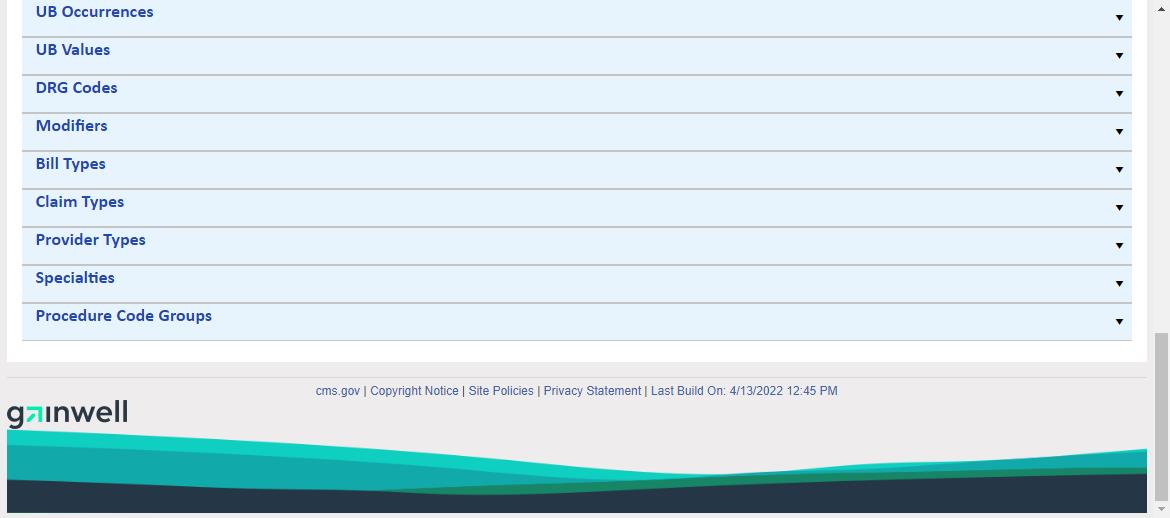 UB Occurrences
UB Values
DRG Codes
Modifiers
Bill Types
Claim Types
Provider Types
Specialties
Procedure Code Groups
cms.gov | Copyright Notice | Site Policies | Privacy Statement | Last Build On: 4/13/2022 12:45 PM
gainwell